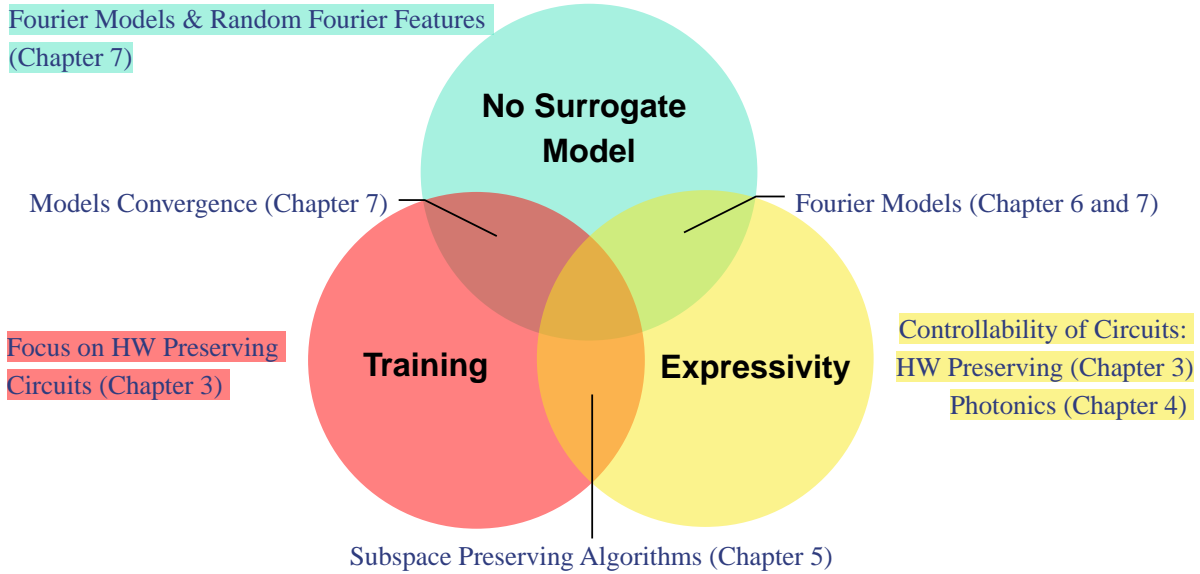 Fourier Models & Random Fourier Features
(Chapter 7)
No Surrogate
Model
Models Convergence (Chapter 7)
Fourier Models (Chapter 6 and 7)
Focus on HW Preserving
Circuits (Chapter 3)
Training
Expressivity
Controllability of Circuits:
HW Preserving (Chapter 3)
Photonics (Chapter 4)
Subspace Preserving Algorithms (Chapter 5)